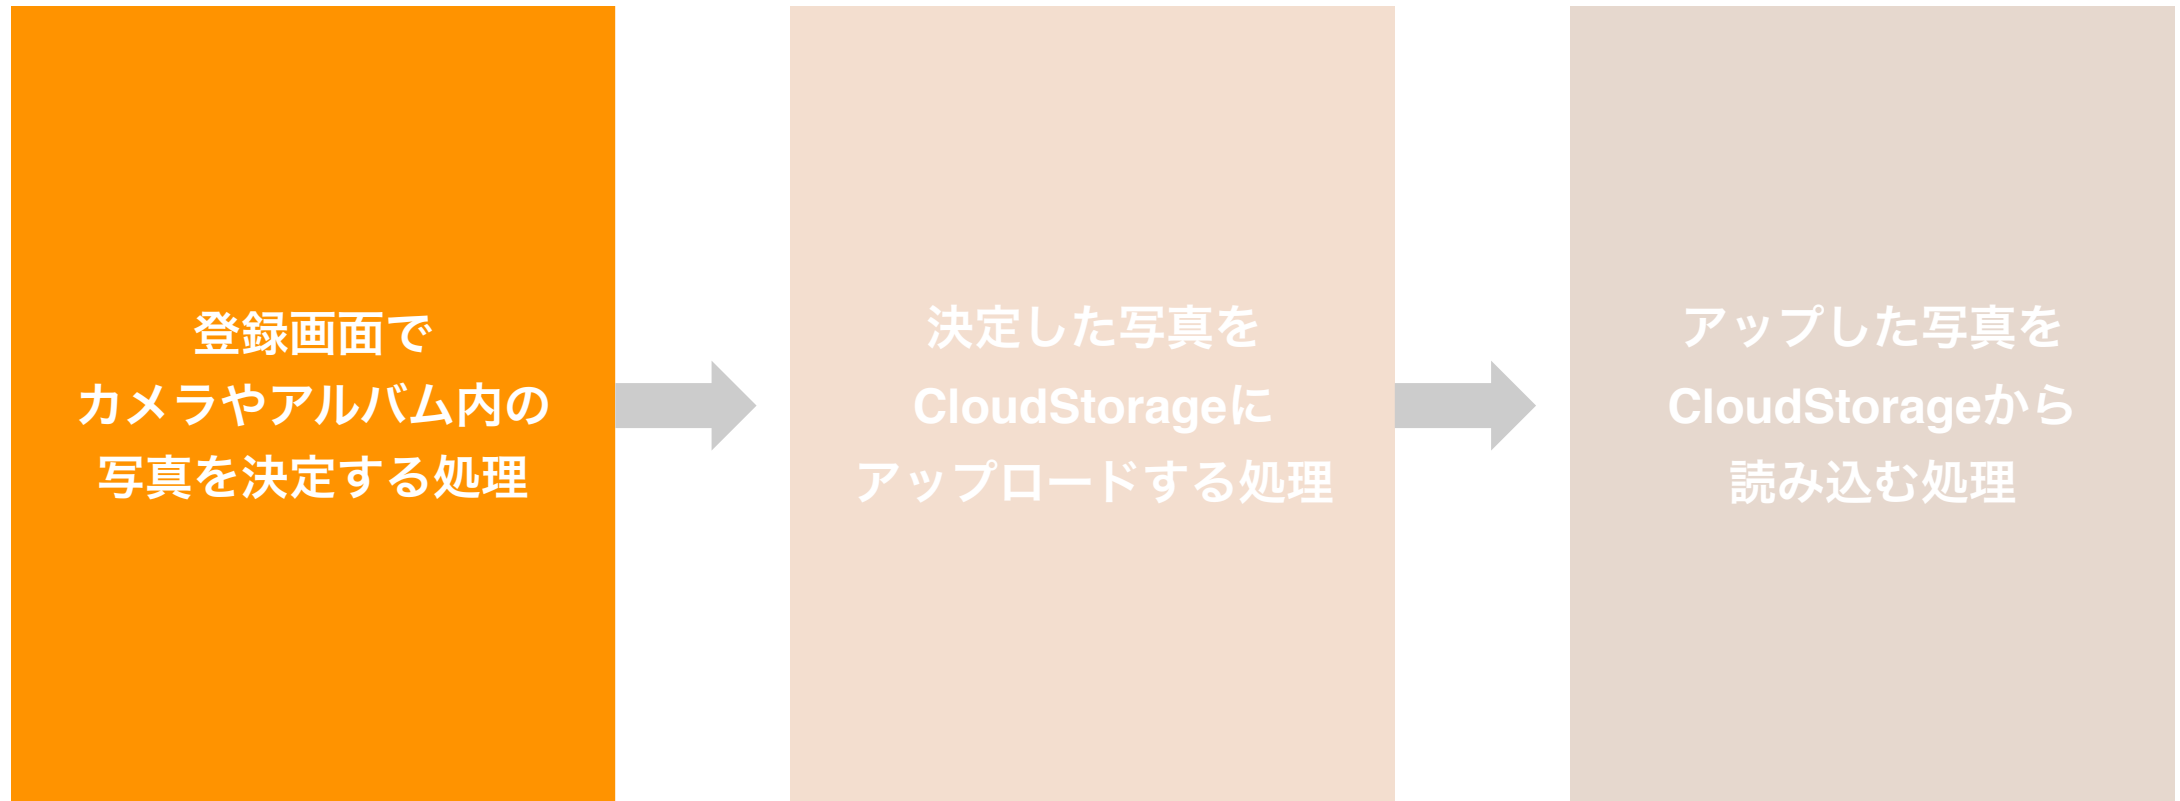 登録画面で
カメラやアルバム内の
写真を決定する処理
決定した写真を
CloudStorageに
アップロードする処理
アップした写真を
CloudStorageから
読み込む処理